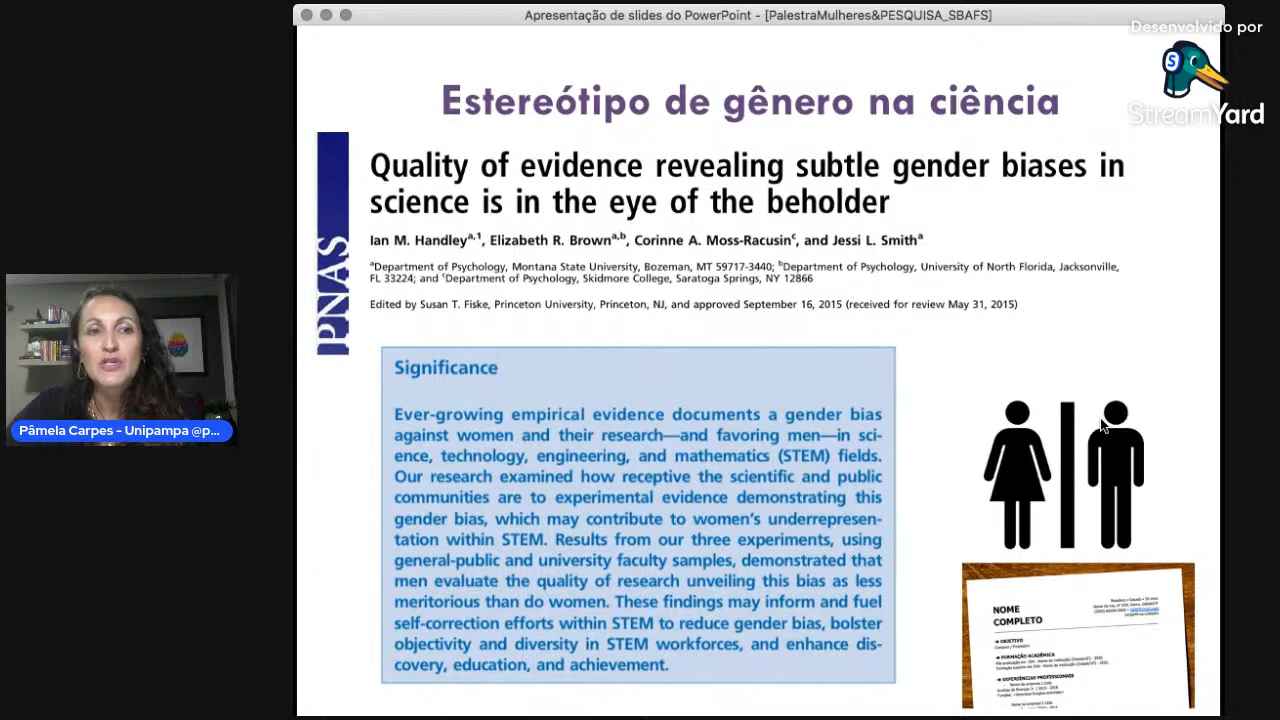 Apresentação de slides do PowerPoint - [PalestraMulheres&PESQUISA_SBAFS]
Desenvolvido por
S
StreamYard
Estereótipo de gênero na ciência
PNAS
Quality of evidence revealing subtle gender biases in
science is in the eye of the beholder
Ian M. Handleyᵃ,¹, Elizabeth R. Brownᵃ,ᵇ, Corinne A. Moss-Racusinᶜ, and Jessi L. Smithᵃ
ᵃDepartment of Psychology, Montana State University, Bozeman, MT 59717-3440; ᵇDepartment of Psychology, University of North Florida, Jacksonville,
FL 33224; and ᶜDepartment of Psychology, Skidmore College, Saratoga Springs, NY 12866
Edited by Susan T. Fiske, Princeton University, Princeton, NJ, and approved September 16, 2015 (received for review May 31, 2015)
Significance
Ever-growing empirical evidence documents a gender bias
against women and their research—and favoring men—in sci-
ence, technology, engineering, and mathematics (STEM) fields.
Our research examined how receptive the scientific and public
communities are to experimental evidence demonstrating this
gender bias, which may contribute to women's underrepresen-
tation within STEM. Results from our three experiments, using
general-public and university faculty samples, demonstrated that
men evaluate the quality of research unveiling this bias as less
meritorious than do women. These findings may inform and fuel
self-correction efforts within STEM to reduce gender bias, bolster
objectivity and diversity in STEM workforces, and enhance dis-
covery, education, and achievement.
Pâmela Carpes - Unipampa @p...
NOME
COMPLETO
OBJETIVO
FORMAÇÃO ACADÊMICA
EXPERIÊNCIAS PROFISSIONAIS